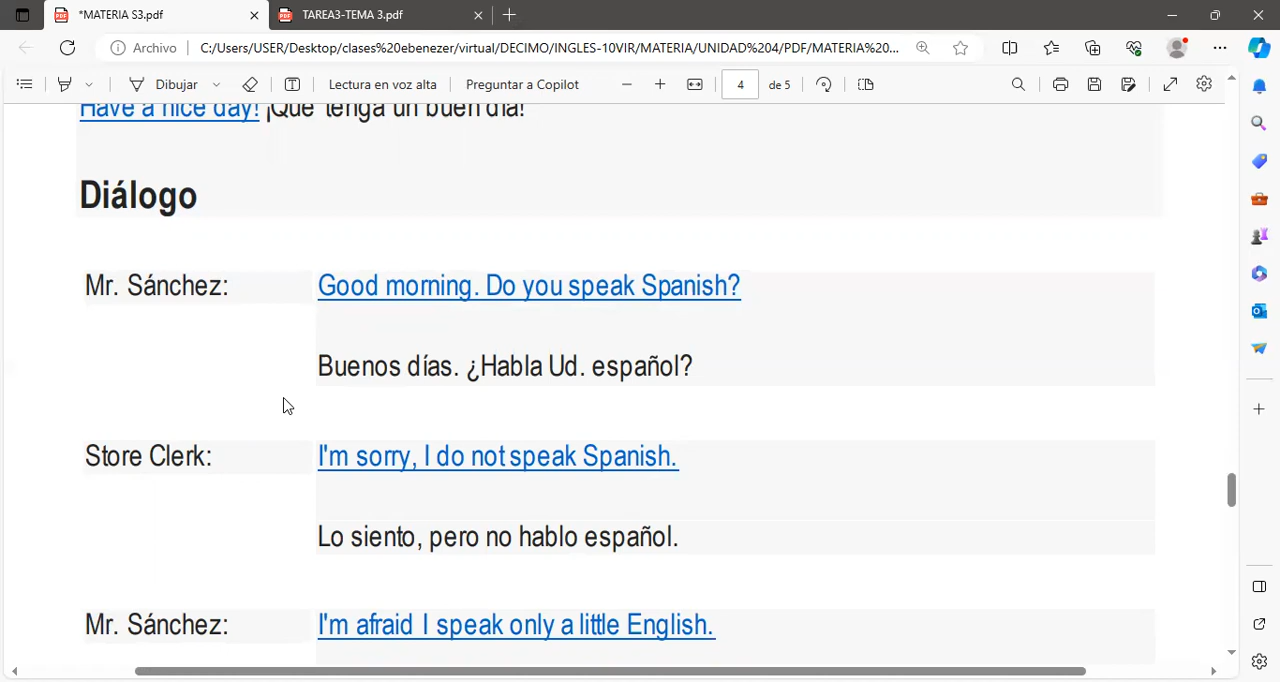 *MATERIA S3.pdf
TAREA3-TEMA 3.pdf
Archivo
C:/Users/USER/Desktop/clases%20ebenezer/virtual/DECIMO/INGLES-10VIR/MATERIA/UNIDAD%204/PDF/MATERIA%20...
Dibujar
Lectura en voz alta
Preguntar a Copilot
4
de 5
Have a nice day! ¡Que tenga un buen día!
Diálogo
Mr. Sánchez: Good morning. Do you speak Spanish?
Buenos días. ¿Habla Ud. español?
Store Clerk: I'm sorry, I do not speak Spanish.
Lo siento, pero no hablo español.
Mr. Sánchez: I'm afraid I speak only a little English.